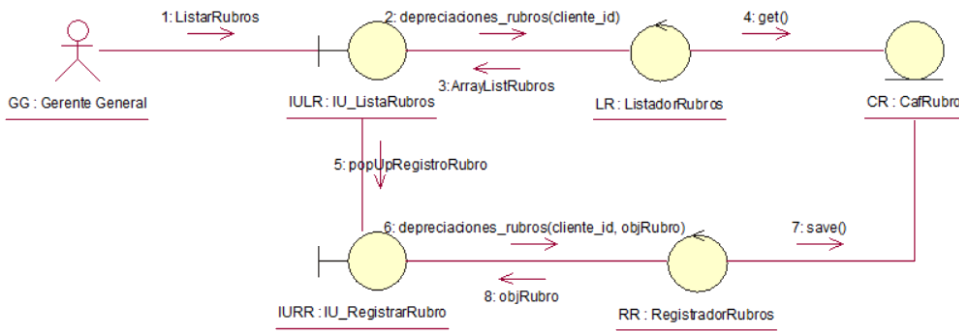 1: ListarRubros
2: depreciaciones_rubros(cliente_id)
4: get()
3:ArrayListRubros
GG : Gerente General
IULR : IU_ListaRubros
LR : ListadorRubros
CR : CafRubro
5: popUpRegistroRubro
6: depreciaciones_rubros(cliente_id, objRubro)
7: save()
8: objRubro
IURR : IU_RegistrarRubro
RR : RegistradorRubros